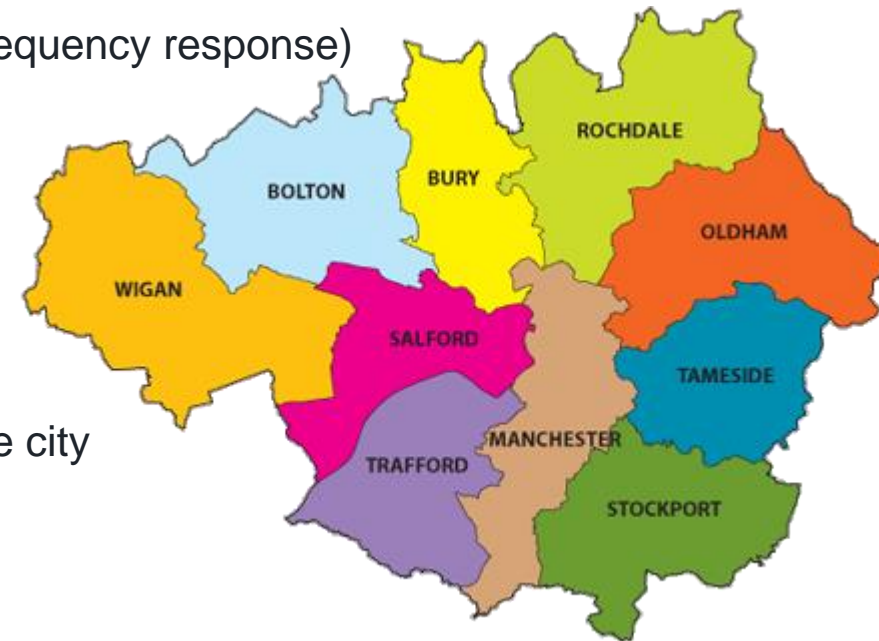 equency response)
ROCHDALE
BURY
BOLTON
OLDHAM
WIGAN
SALFORD
TAMESIDE
e city
MANCHESTER
TRAFFORD
STOCKPORT